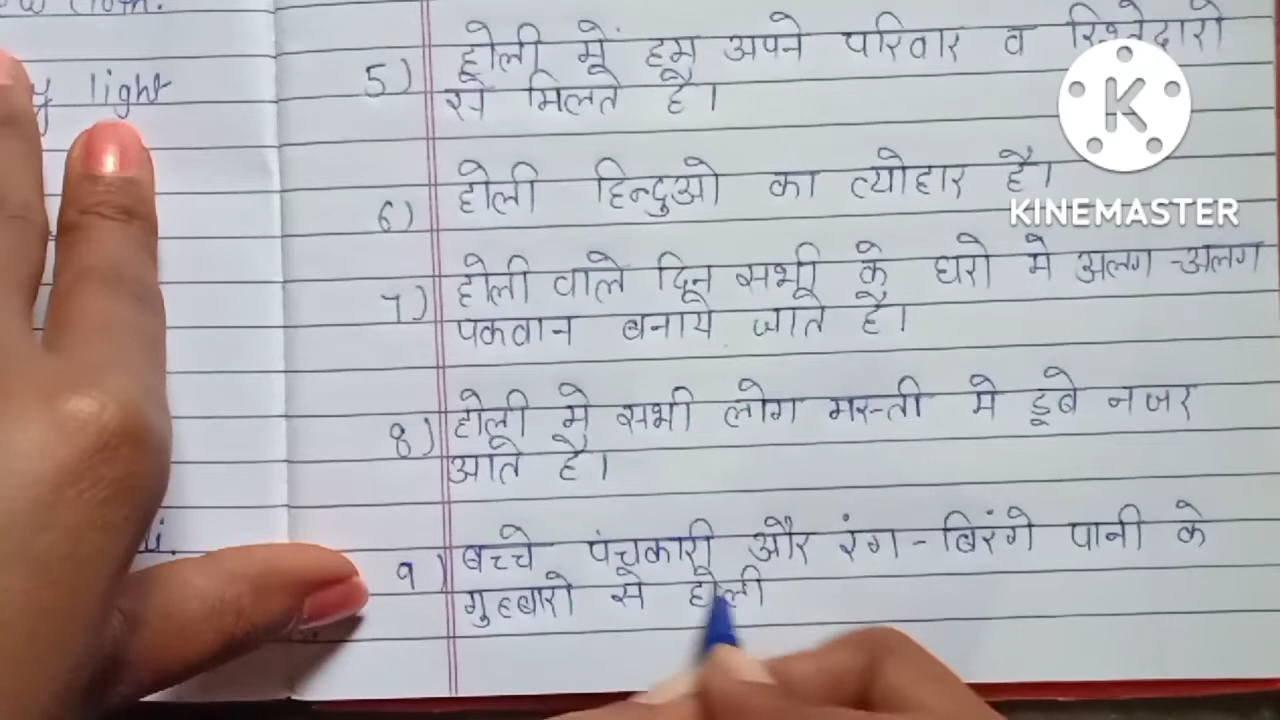 light
5) होली में हम अपने परिवार व रिश्तेदारो
से मिलते है।
6) होली हिन्दुओ का त्योहार है।
7) होली वाले दिन सभी के घरो मे अलग-अलग
पकवान बनाये जाते है।
8) होली मे सभी लोग मस्ती मे डूबे नजर
आते है।
9) बच्चे पंचकारी और रंग-बिरंगे पानी के
गुहबारो से होली
K
KINEMASTER